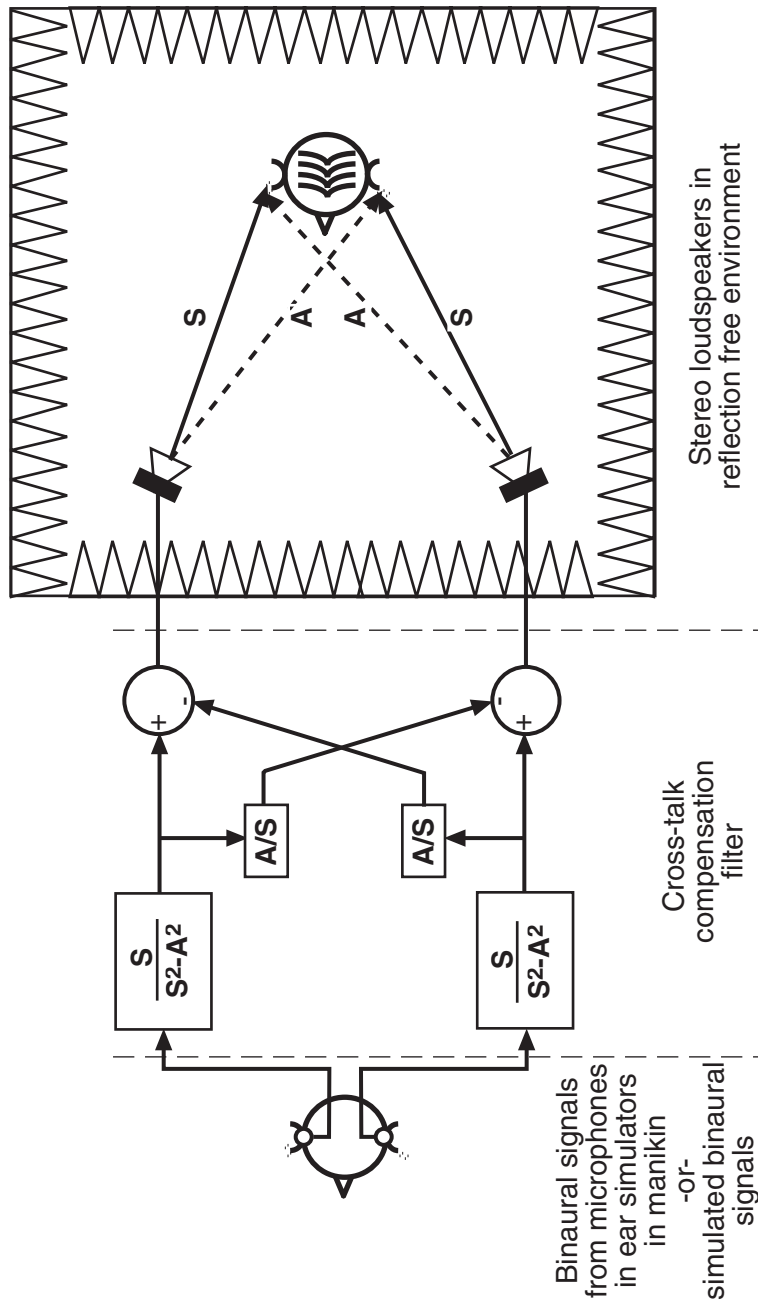 Binaural signals
from microphones
in ear simulators
in manikin
-or-
simulated binaural
signals
S
S²-A²
S
S²-A²
A/S
A/S
+
-
+
-
Cross-talk
compensation
filter
S
A
A
S
Stereo loudspeakers in
reflection free environment